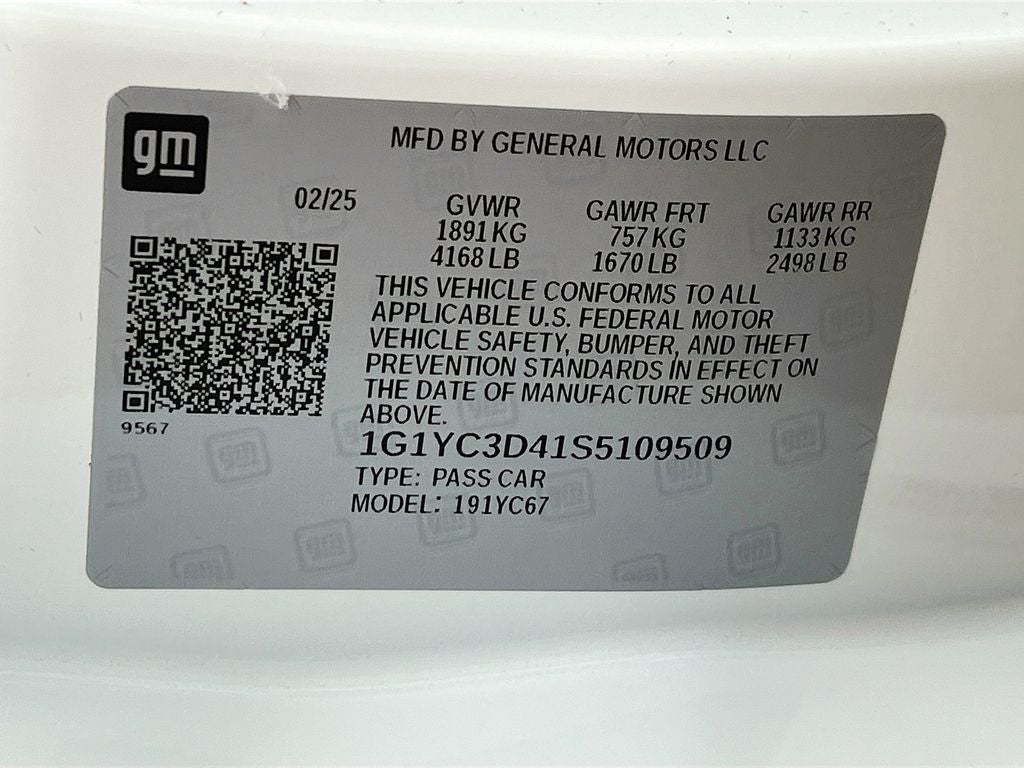 gm
MFD BY GENERAL MOTORS LLC
02/25
GVWR GAWR FRT GAWR RR
1891 KG 757 KG 1133 KG
4168 LB 1670 LB 2498 LB
THIS VEHICLE CONFORMS TO ALL
APPLICABLE U.S. FEDERAL MOTOR
VEHICLE SAFETY, BUMPER, AND THEFT
PREVENTION STANDARDS IN EFFECT ON
THE DATE OF MANUFACTURE SHOWN
ABOVE.
9567
1G1YC3D41S5109509
TYPE: PASS CAR
MODEL: 191YC67